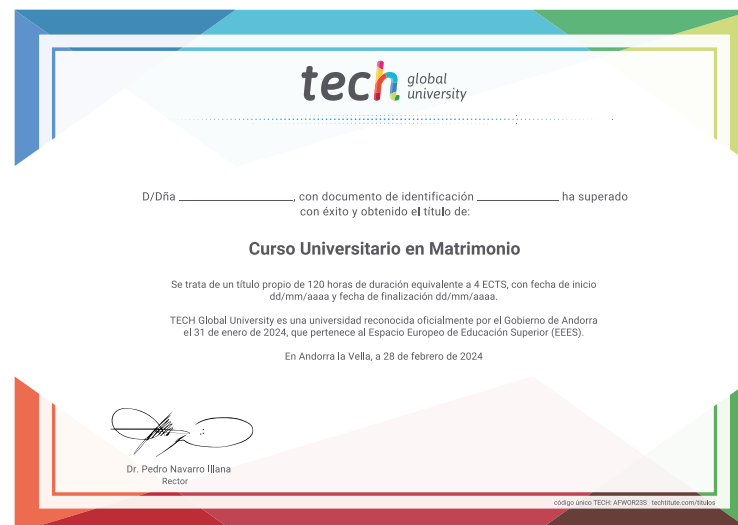 tech global university
D/Dña ______________, con documento de identificación ______________ ha superado
con éxito y obtenido el título de:
Curso Universitario en Matrimonio
Se trata de un título propio de 120 horas de duración equivalente a 4 ECTS, con fecha de inicio
dd/mm/aaaa y fecha de finalización dd/mm/aaaa.
TECH Global University es una universidad reconocida oficialmente por el Gobierno de Andorra
el 31 de enero de 2024, que pertenece al Espacio Europeo de Educación Superior (EEES).
En Andorra la Vella, a 28 de febrero de 2024
Dr. Pedro Navarro Illana
Rector
código único TECH: AFWOR23S techtitute.com/titulos